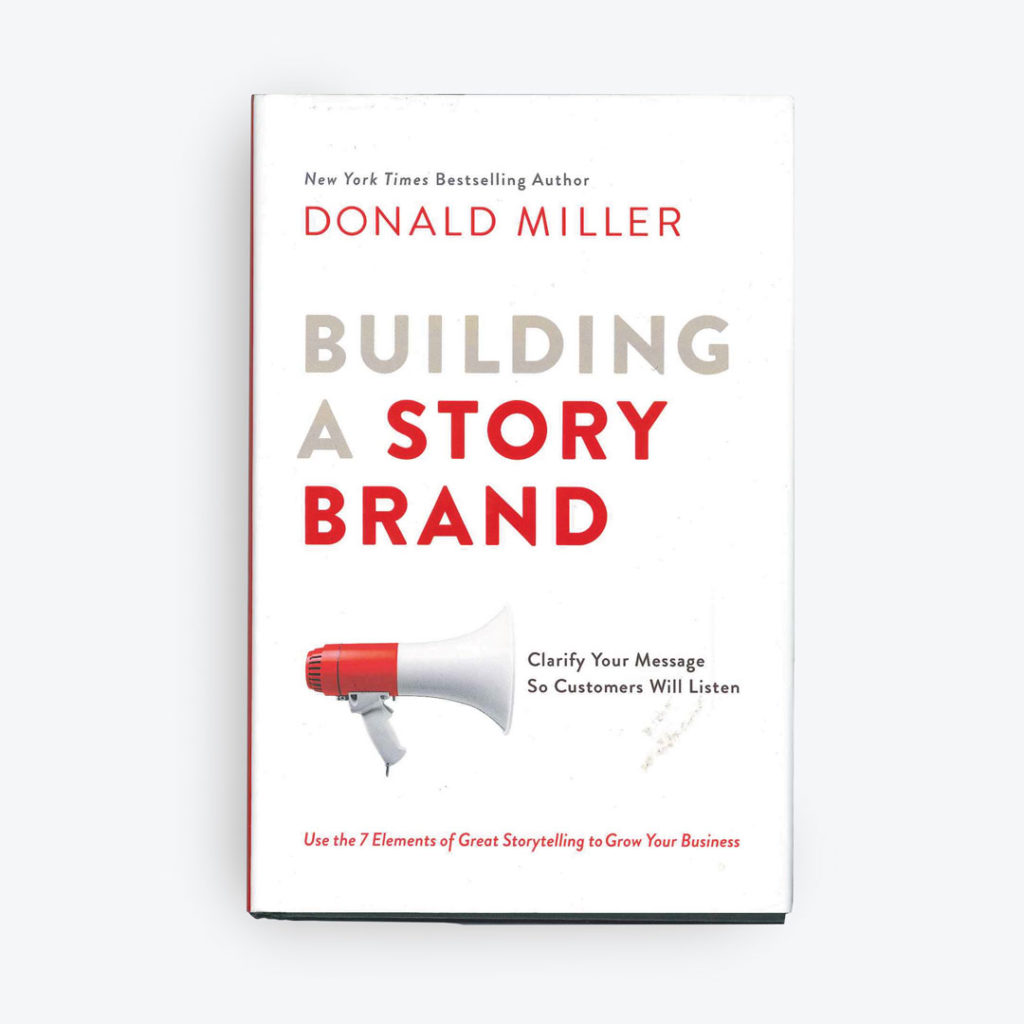 New York Times Bestselling Author
DONALD MILLER
BUILDING
A STORY
BRAND
Clarify Your Message
So Customers Will Listen
Use the 7 Elements of Great Storytelling to Grow Your Business